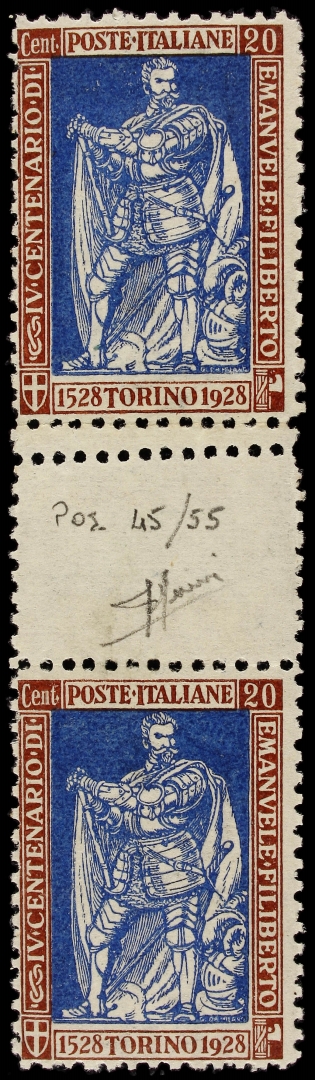 Cent. POSTE·ITALIANE 20
IV·CENTENARIO·DI·
EMANVELE·FILIBERTO
1528 TORINO 1928
Pos. 45/55
Cent. POSTE·ITALIANE 20
IV·CENTENARIO·DI·
EMANVELE·FILIBERTO
1528 TORINO 1928